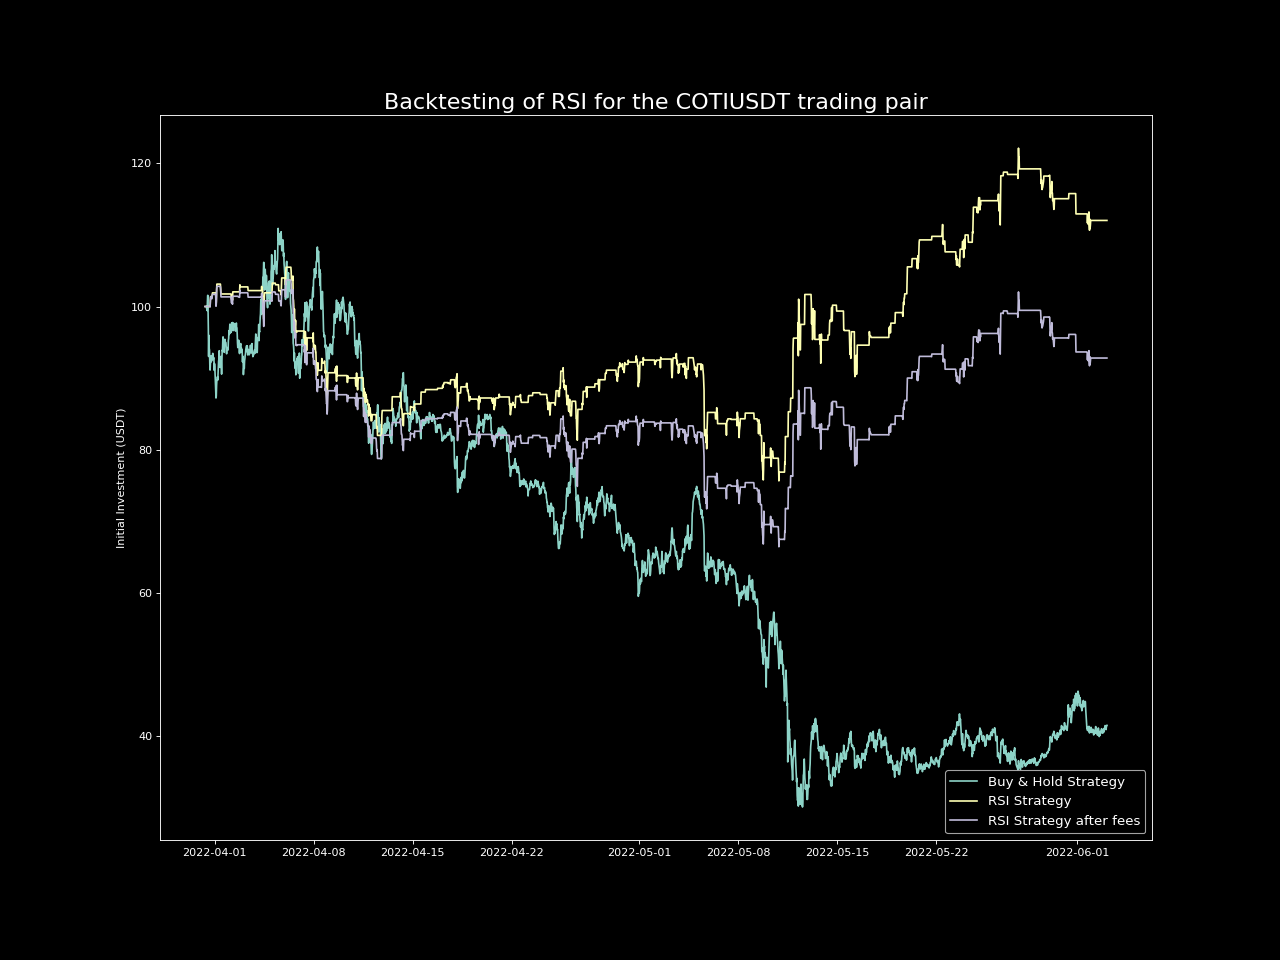 Backtesting of RSI for the COTIUSDT trading pair
Initial Investment (USDT)
120
100
80
60
40
2022-04-01
2022-04-08
2022-04-15
2022-04-22
2022-05-01
2022-05-08
2022-05-15
2022-05-22
2022-06-01
Buy & Hold Strategy
RSI Strategy
RSI Strategy after fees